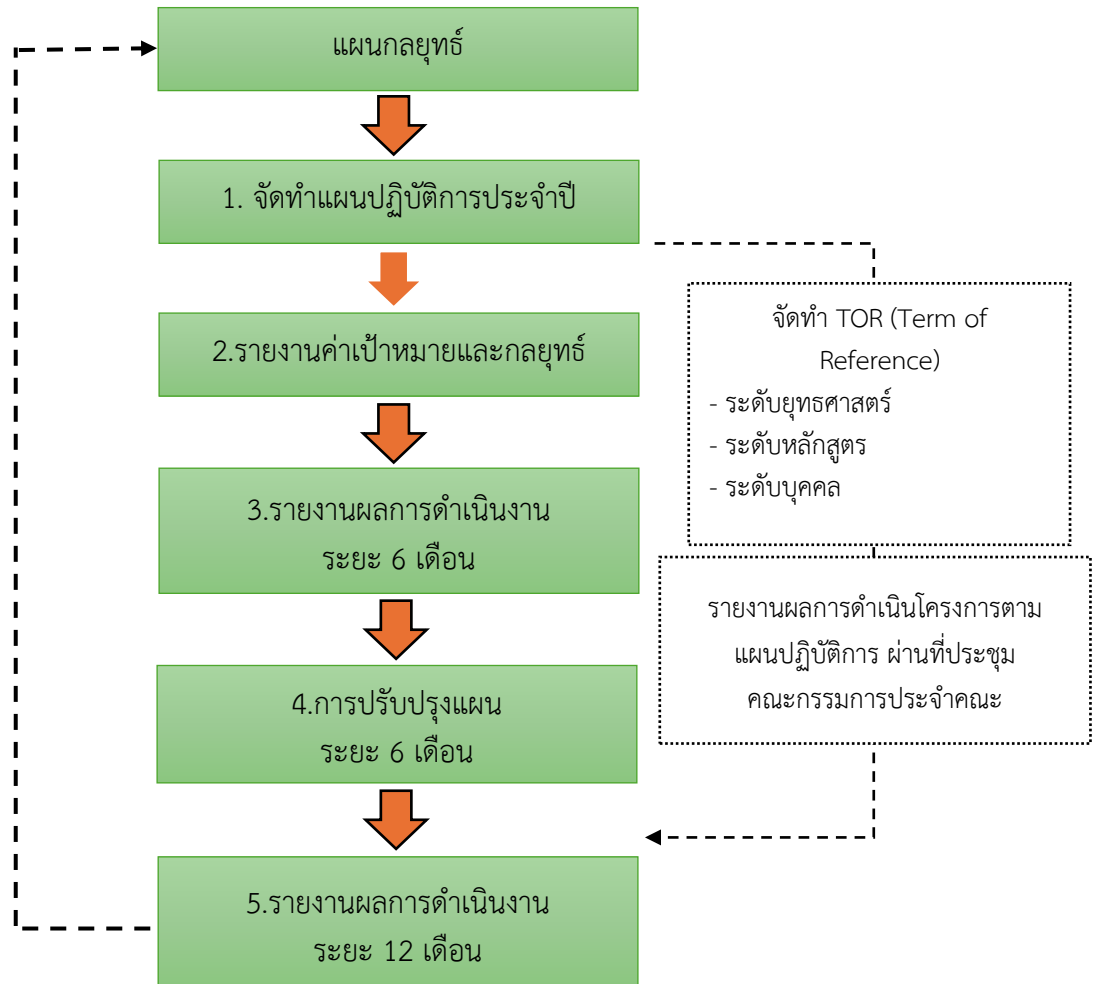 แผนกลยุทธ์
1. จัดทำแผนปฏิบัติการประจำปี
2.รายงานค่าเป้าหมายและกลยุทธ์
จัดทำ TOR (Term of
Reference)
- ระดับยุทธศาสตร์
- ระดับหลักสูตร
- ระดับบุคคล
3.รายงานผลการดำเนินงาน
ระยะ 6 เดือน
รายงานผลการดำเนินโครงการตาม
แผนปฏิบัติการ ผ่านที่ประชุม
คณะกรรมการประจำคณะ
4.การปรับปรุงแผน
ระยะ 6 เดือน
5.รายงานผลการดำเนินงาน
ระยะ 12 เดือน